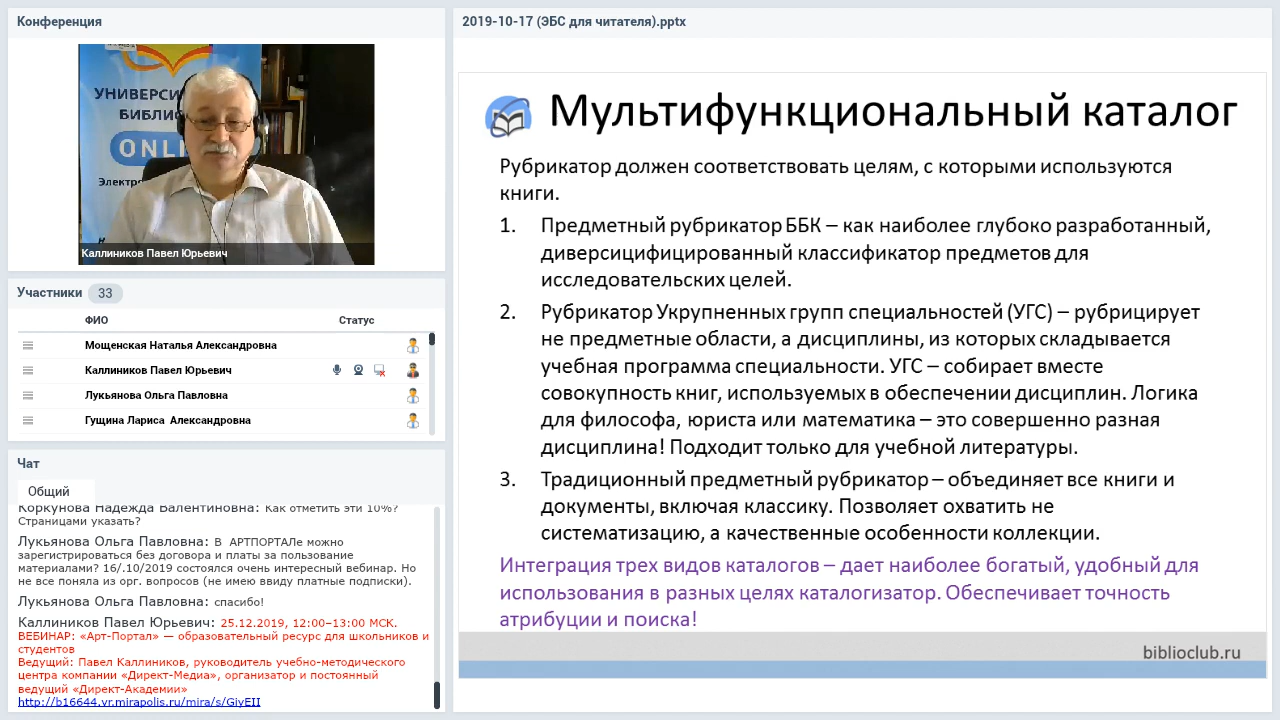 Конференция
УНИВЕРСИ
БИБЛИО
ONLI
Электро
Каллиников Павел Юрьевич
Участники 33
ФИО Статус
Мощенская Наталья Александровна
Каллиников Павел Юрьевич
Лукьянова Ольга Павловна
Гущина Лариса Александровна
Чат
Общий
Коркунова Надежда Валентиновна: Как отметить эти 10%?
Страницами указать?
Лукьянова Ольга Павловна: В АРТПОРТАЛе можно
зарегистрироваться без договора и платы за пользование
материалами? 16/.10/2019 состоялся очень интересный вебинар. Но
не все поняла из орг. вопросов (не имею ввиду платные подписки).
Лукьянова Ольга Павловна: спасибо!
Каллиников Павел Юрьевич: 25.12.2019, 12:00–13:00 МСК.
ВЕБИНАР: «Арт-Портал» — образовательный ресурс для школьников и
студентов
Ведущий: Павел Каллиников, руководитель учебно-методического
центра компании «Директ-Медиа», организатор и постоянный
ведущий «Директ-Академии»
http://b16644.vr.mirapolis.ru/mira/s/GiyEII
2019-10-17 (ЭБС для читателя).pptx
Мультифункциональный каталог
Рубрикатор должен соответствовать целям, с которыми используются
книги.
1. Предметный рубрикатор ББК – как наиболее глубоко разработанный,
диверсицифицированный классификатор предметов для
исследовательских целей.
2. Рубрикатор Укрупненных групп специальностей (УГС) – рубрицирует
не предметные области, а дисциплины, из которых складывается
учебная программа специальности. УГС – собирает вместе
совокупность книг, используемых в обеспечении дисциплин. Логика
для философа, юриста или математика – это совершенно разная
дисциплина! Подходит только для учебной литературы.
3. Традиционный предметный рубрикатор – объединяет все книги и
документы, включая классику. Позволяет охватить не
систематизацию, а качественные особенности коллекции.
Интеграция трех видов каталогов – дает наиболее богатый, удобный для
использования в разных целях каталогизатор. Обеспечивает точность
атрибуции и поиска!
biblioclub.ru